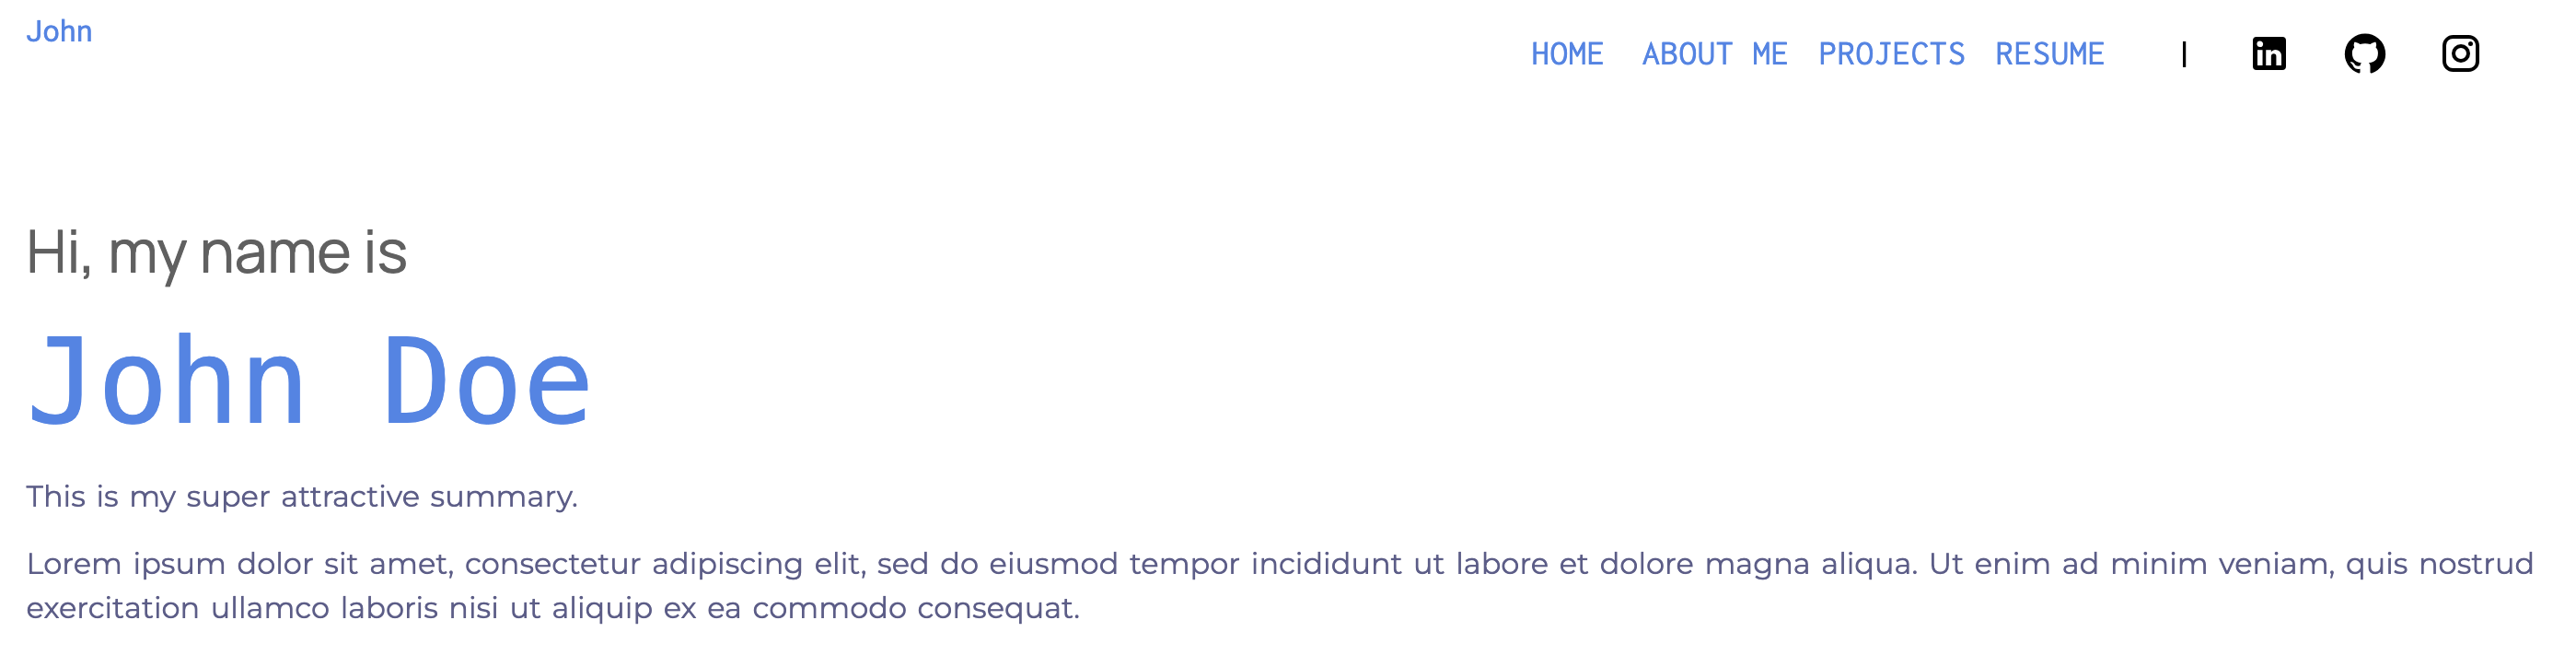 John
HOME ABOUT ME PROJECTS RESUME |
Hi, my name is
John Doe
This is my super attractive summary.
Lorem ipsum dolor sit amet, consectetur adipiscing elit, sed do eiusmod tempor incididunt ut labore et dolore magna aliqua. Ut enim ad minim veniam, quis nostrud
exercitation ullamco laboris nisi ut aliquip ex ea commodo consequat.